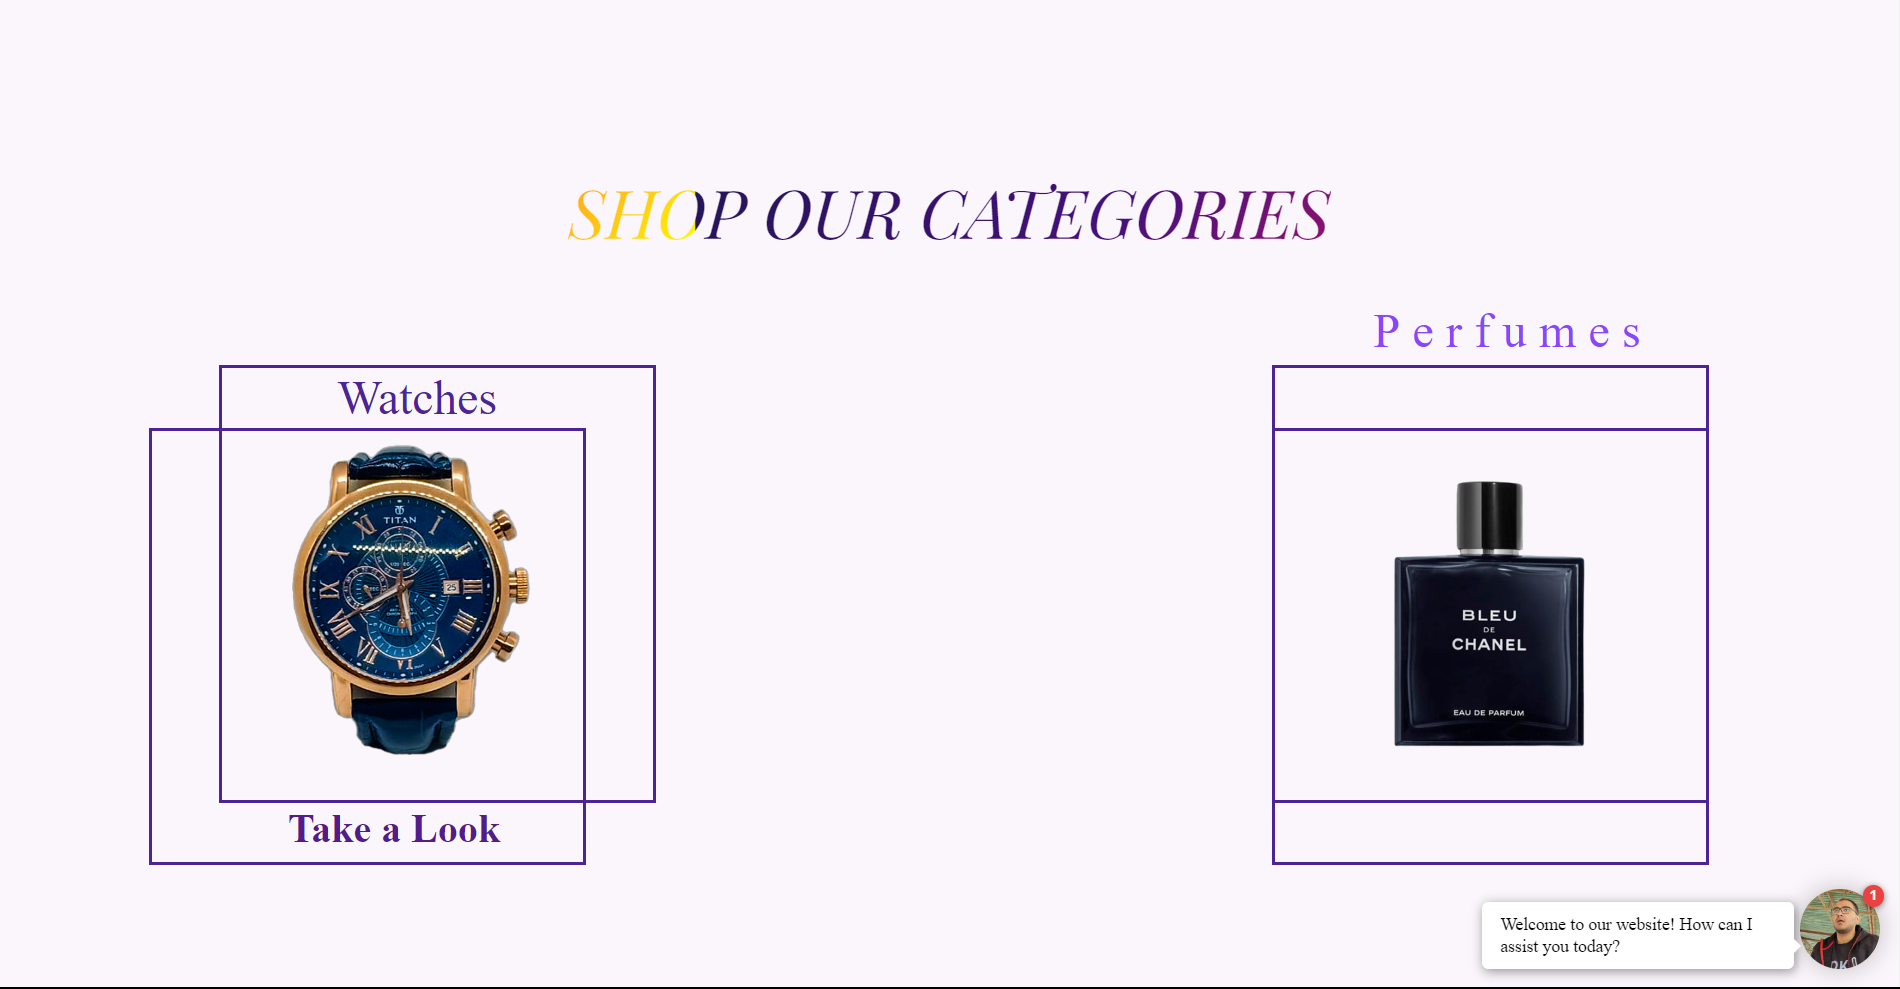 SHOP OUR CATEGORIES
Perfumes
Watches
TITAN
25
BLEU
DE
CHANEL
EAU DE PARFUM
Take a Look
1
Welcome to our website! How can I
assist you today?